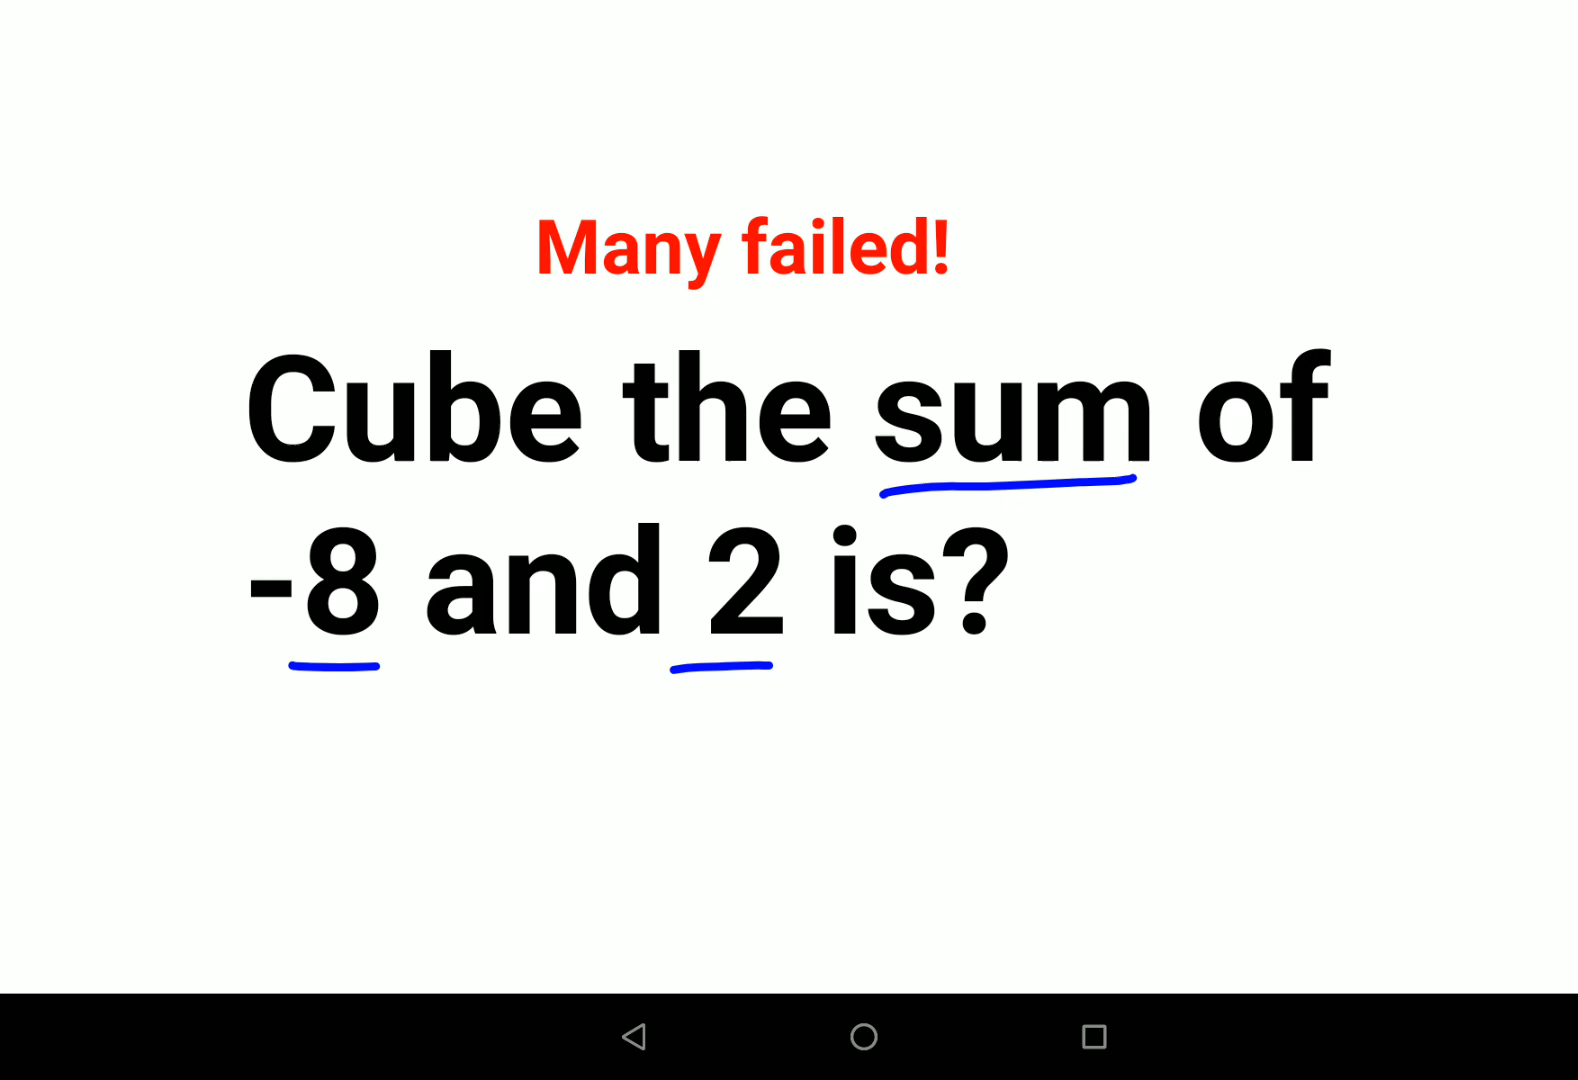 Many failed!
Cube the sum of
-8 and 2 is?